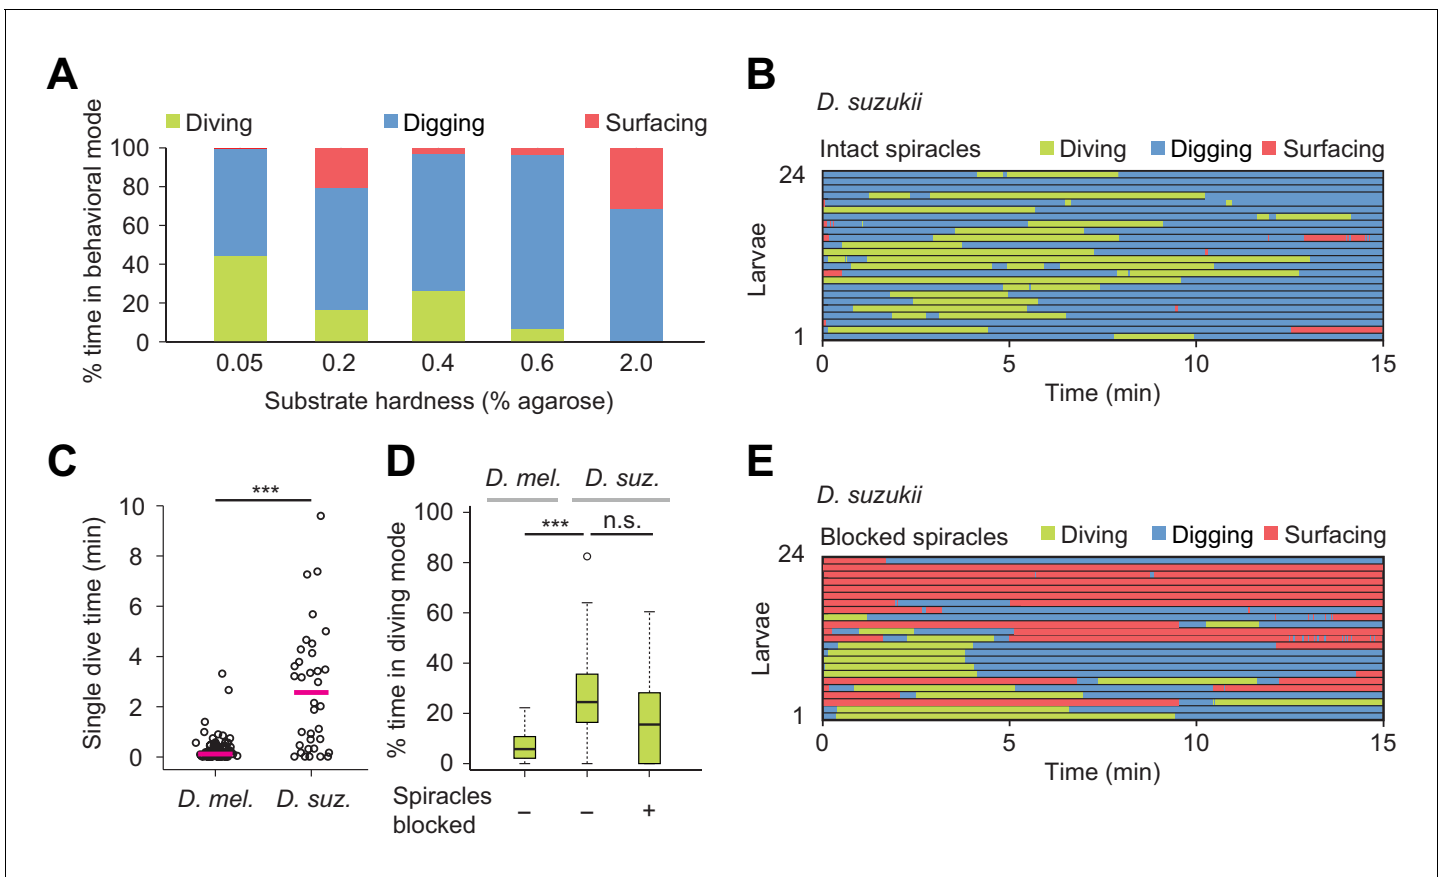 A
Diving Digging Surfacing
% time in behavioral mode
100
80
60
40
20
0
0.05 0.2 0.4 0.6 2.0
Substrate hardness (% agarose)
B
D. suzukii
Intact spiracles Diving Digging Surfacing
24
Larvae
1
0 5 10 15
Time (min)
C
***
Single dive time (min)
10
8
6
4
2
0
D. mel. D. suz.
D
D. mel. D. suz.
*** n.s.
% time in diving mode
100
80
60
40
20
0
Spiracles
blocked – – +
E
D. suzukii
Blocked spiracles Diving Digging Surfacing
24
Larvae
1
0 5 10 15
Time (min)